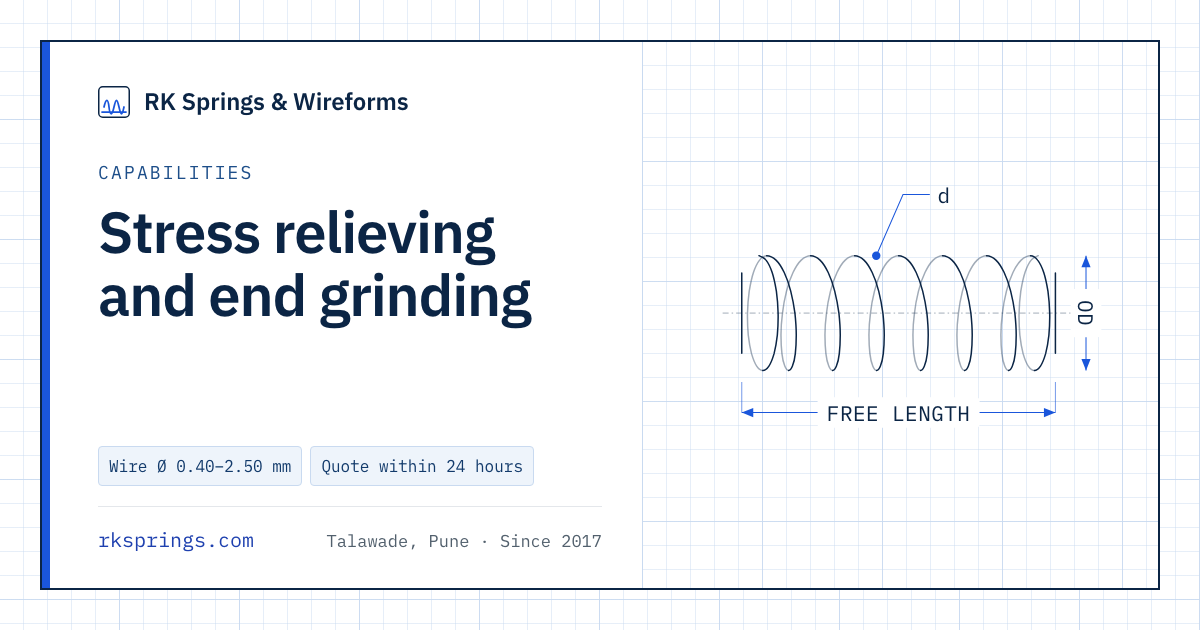 RK Springs & Wireforms
CAPABILITIES
Stress relieving
and end grinding
Wire Ø 0.40–2.50 mm
Quote within 24 hours
rksprings.com
Talawade, Pune · Since 2017
d
OD
FREE LENGTH